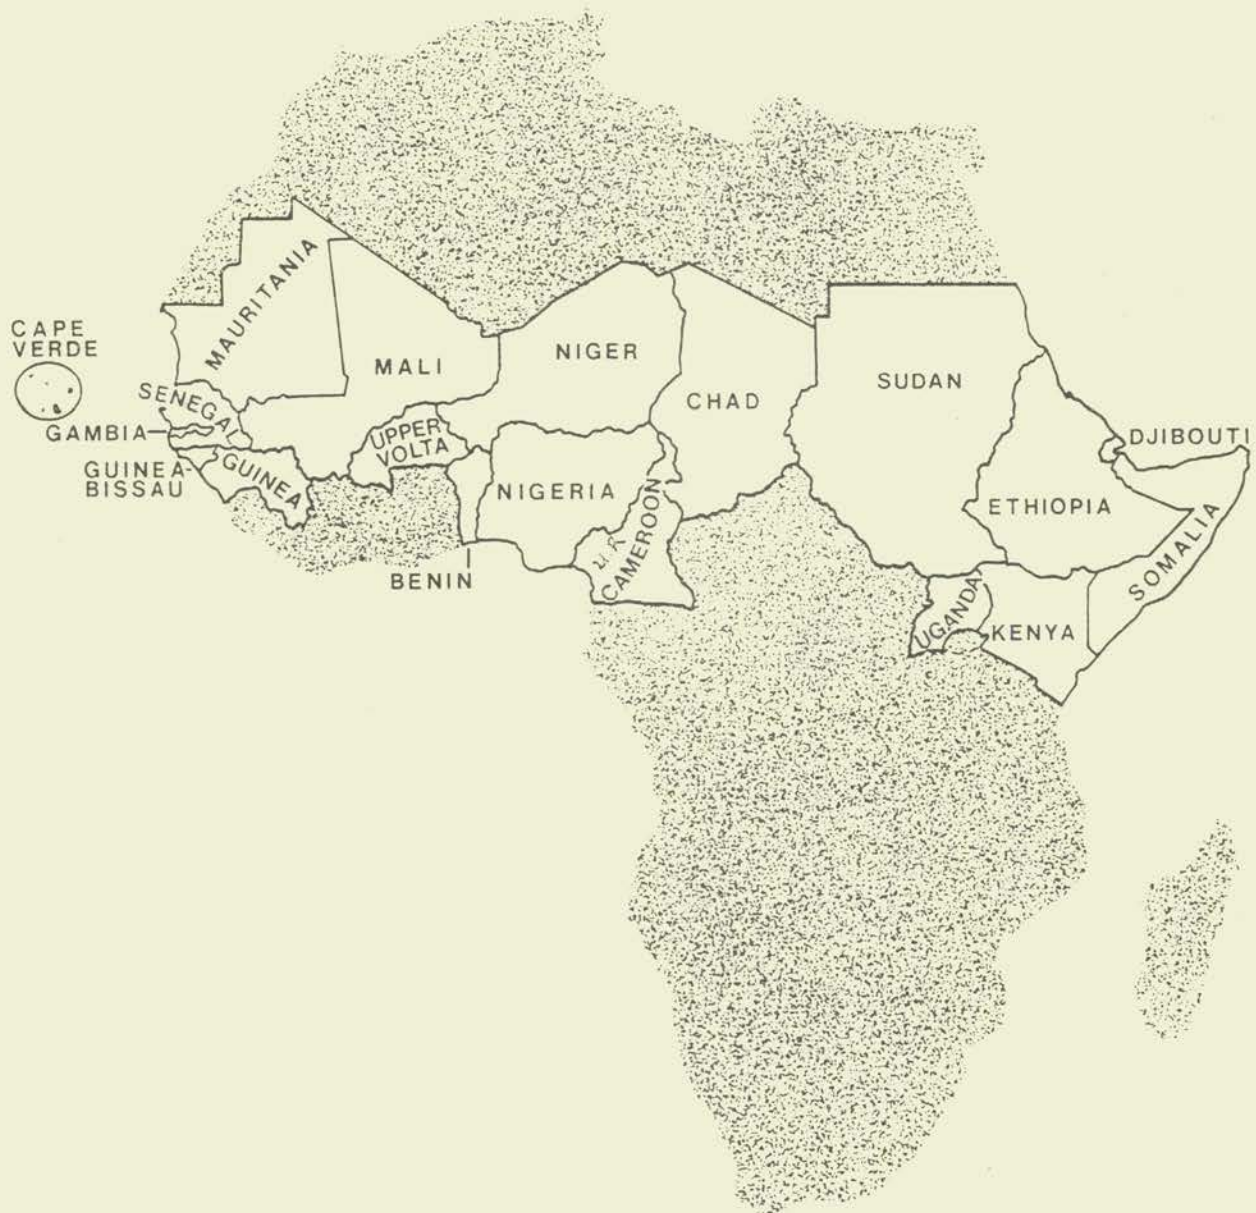 CAPE
VERDE
MAURITANIA
MALI
NIGER
CHAD
SUDAN
SENEGAL
GAMBIA
GUINEA-
BISSAU
GUINEA
UPPER
VOLTA
NIGERIA
BENIN
U.R.
CAMEROON
DJIBOUTI
ETHIOPIA
SOMALIA
UGANDA
KENYA